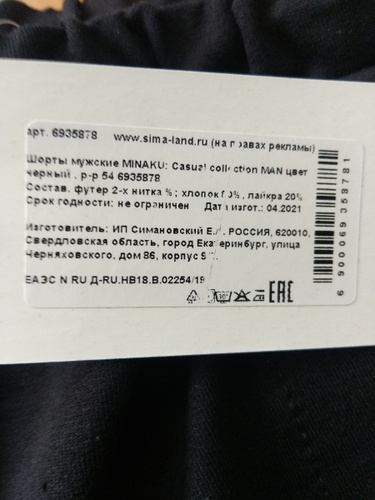 арт. 6935878 www.sima-land.ru (на правах рекламы)
Шорты мужские MINAKU: Casual collection MAN цвет
черный , р-р 54 6935878
Состав. футер 2-х нитка %; хлопок 80%, лайкра 20%
Срок годности: не ограничен Дата изгот.: 04.2021
Изготовитель: ИП Симановский Е.А. РОССИЯ, 620010,
Свердловская область, город Екатеринбург, улица
Черняховского, дом 86, корпус
ЕАЭС N RU Д-RU.НВ18.В.02254/19
EAC
6 900069 358781